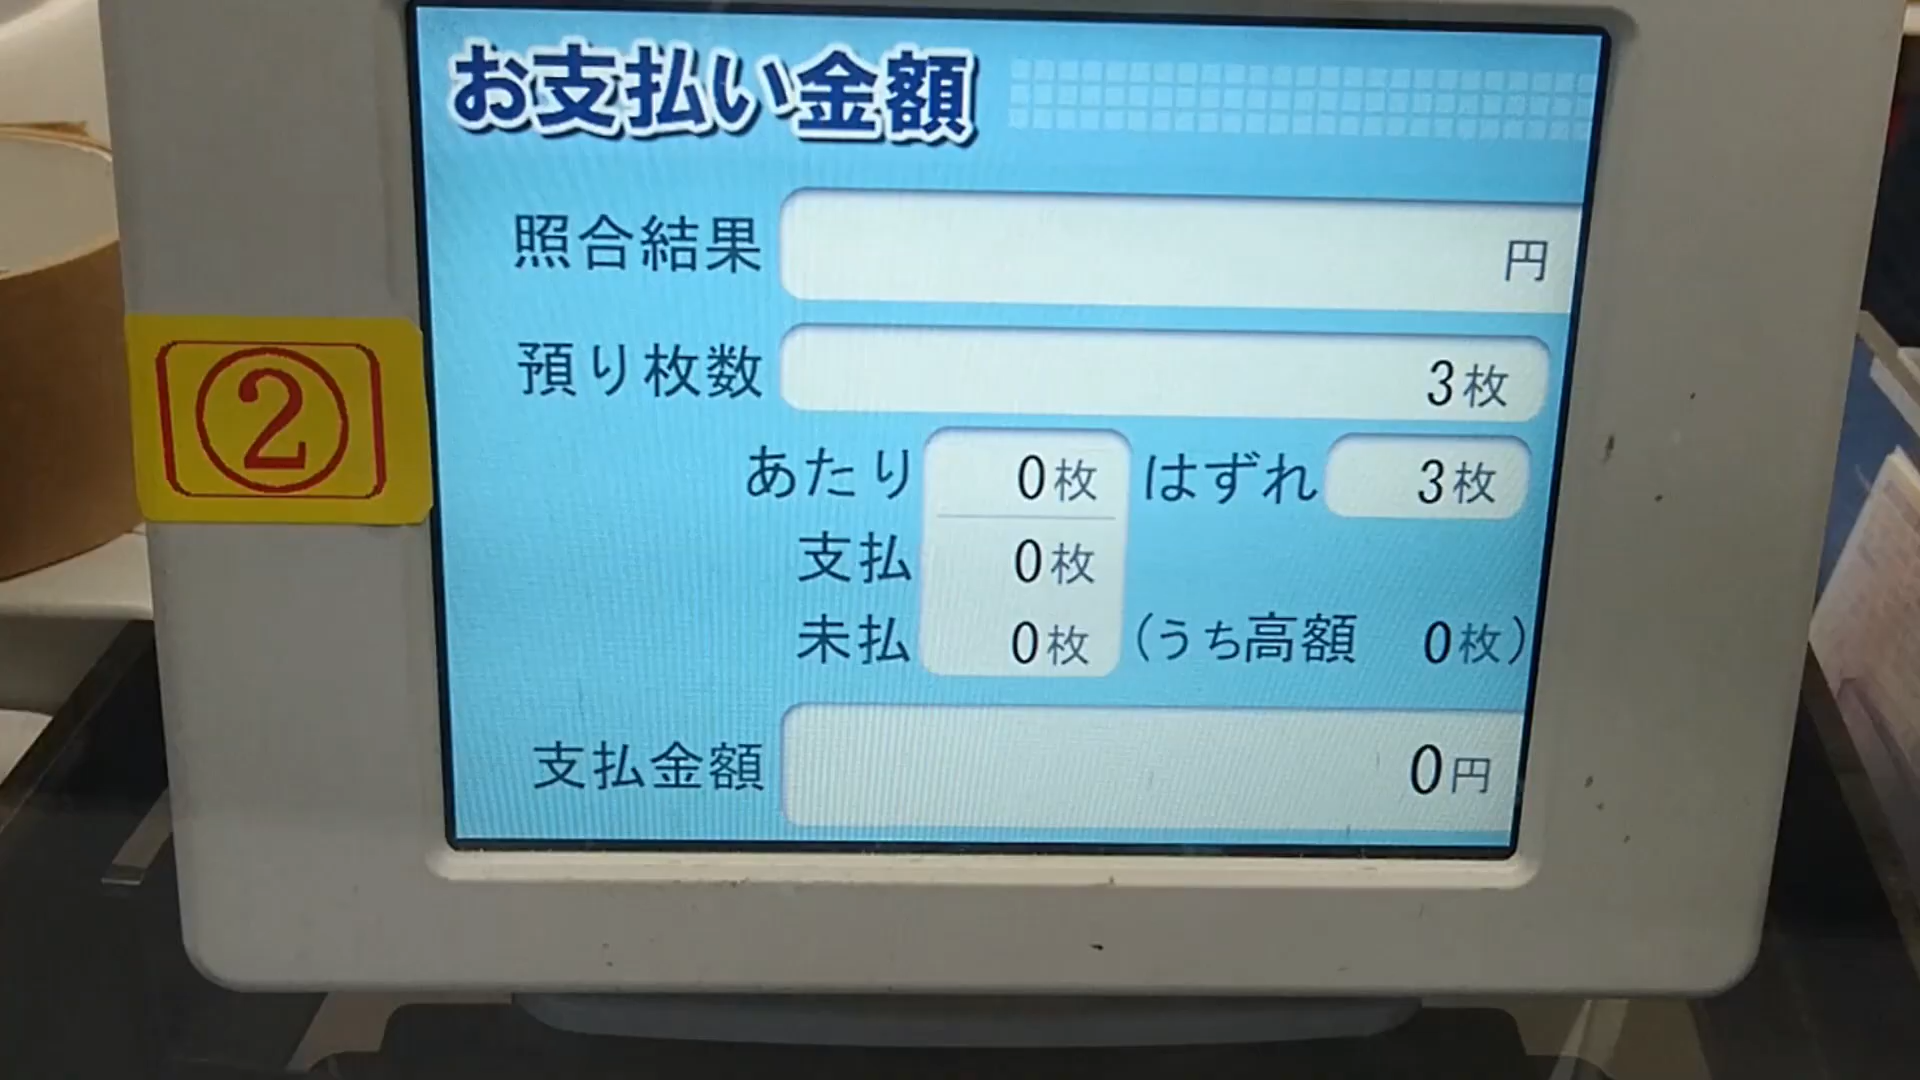 お支払い金額
照合結果 円
預り枚数 3枚
あたり 0枚 はずれ 3枚
②
支払 0枚
未払 0枚 (うち高額 0枚)
支払金額 0円